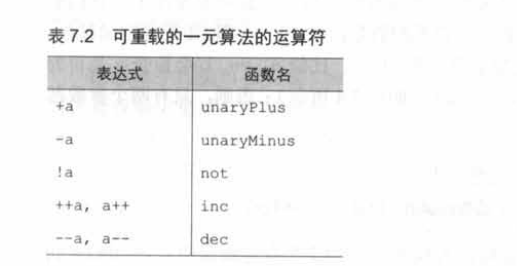 表 7.2 可重载的一元算法的运算符
表达式 函数名
+a unaryPlus
-a unaryMinus
!a not
++a, a++ inc
--a, a-- dec